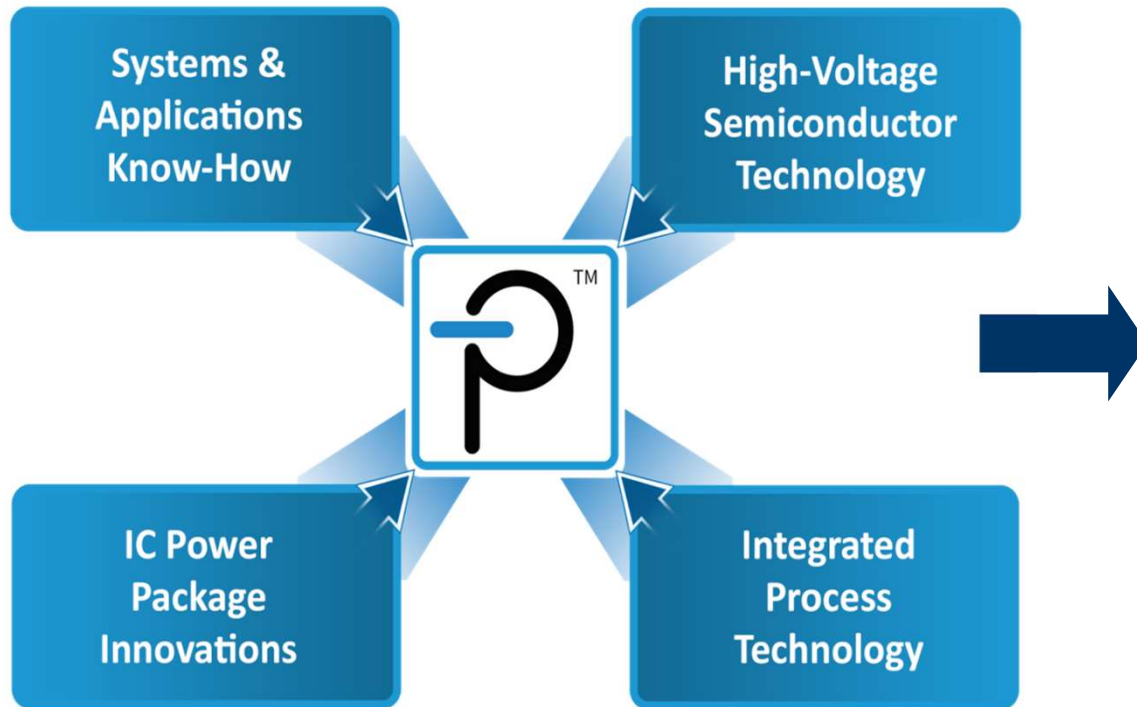 Systems &
Applications
Know-How
High-Voltage
Semiconductor
Technology
TM
IC Power
Package
Innovations
Integrated
Process
Technology